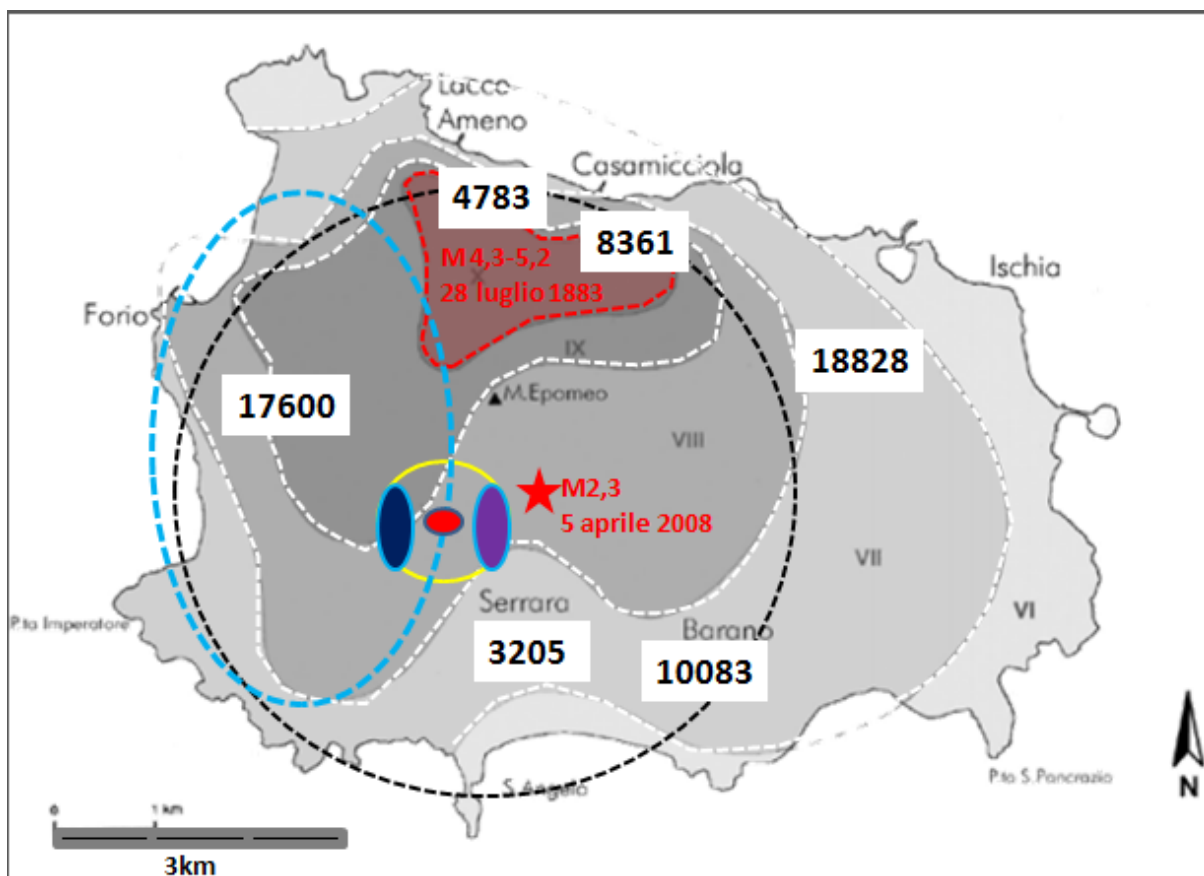 Lacco
Ameno
Casamicciola
4783
8361
M 4,3-5,2
X
28 luglio 1883
Ischia
Forio
IX
18828
17600
M.Epomeo
VIII
M2,3
5 aprile 2008
VII
Serrara
P.ta Imperatore
VI
Barano
3205
10083
P.ta S.Pancrazio
S.Angelo
N
0 1 km
3km